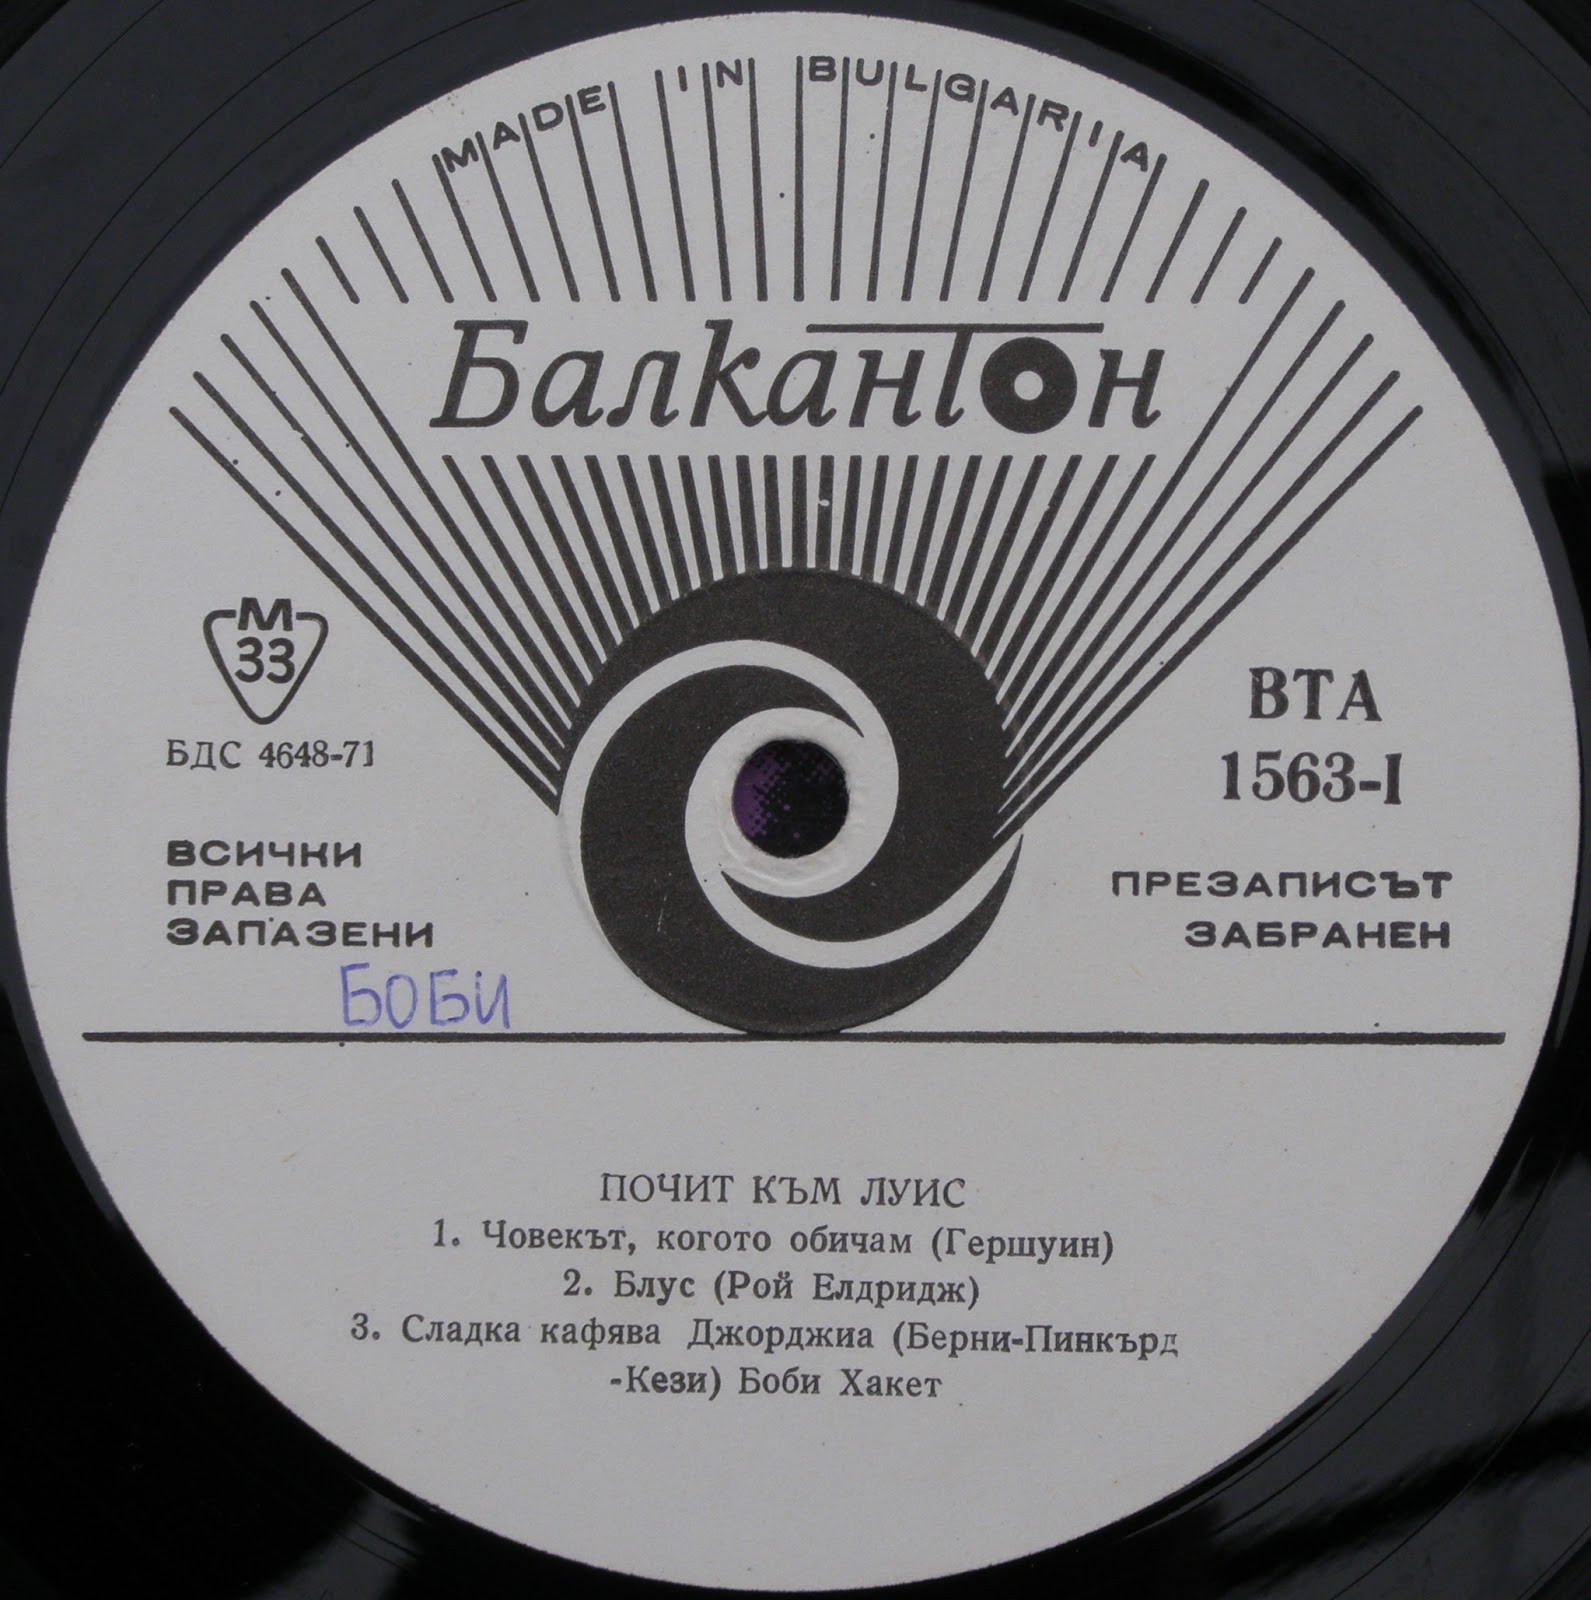 MADE IN BULGARIA
Балкантон
М
33
БДС 4648-71
ВТА
1563-I
ВСИЧКИ
ПРАВА
ЗАПАЗЕНИ
ПРЕЗАПИСЪТ
ЗАБРАНЕН
БОБИ
ПОЧИТ КЪМ ЛУИС
1. Човекът, когото обичам (Гершуин)
2. Блус (Рой Елдридж)
3. Сладка кафява Джорджиа (Берни-Пинкърд
-Кези) Боби Хакет